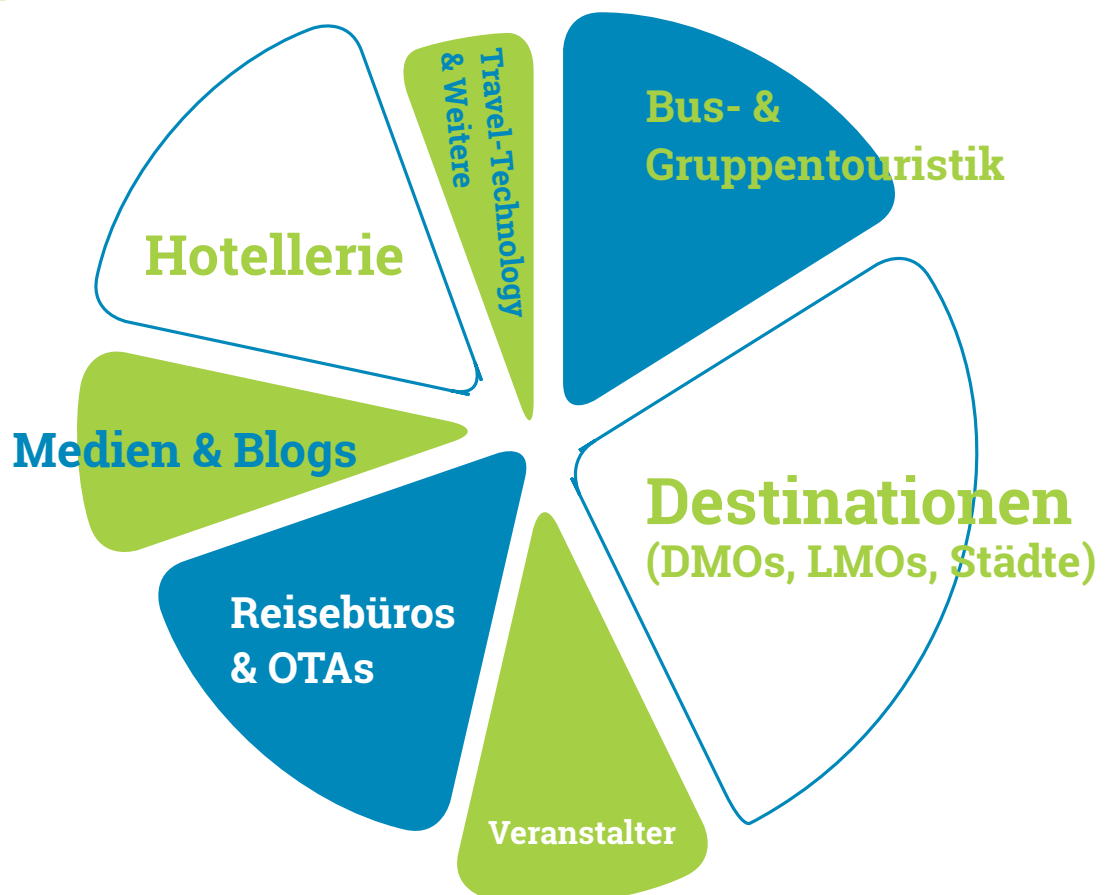 Travel-Technology
& Weitere
Bus- &
Gruppentouristik
Hotellerie
Medien & Blogs
Destinationen
(DMOs, LMOs, Städte)
Reisebüros
& OTAs
Veranstalter